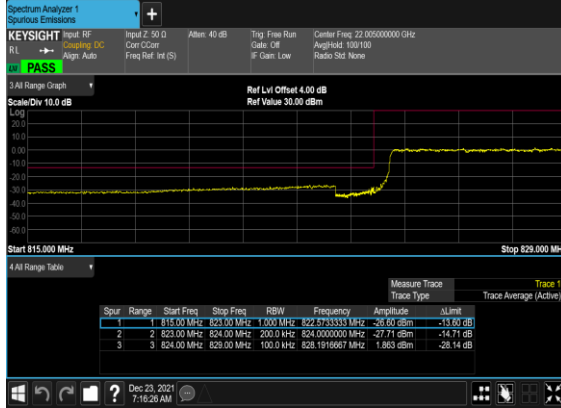 Spectrum Analyzer 1
Spurious Emissions
KEYSIGHT Input: RF Input Z: 50 Ω Atten: 40 dB Trig: Free Run Center Freq: 22.005000000 GHz
RL Coupling: DC Corr CCorr Gate: Off Avg|Hold: 100/100
Align: Auto Freq Ref: Int (S) IF Gain: Low Radio Std: None
PASS
3 All Range Graph
Ref Lvl Offset 4.00 dB
Scale/Div 10.0 dB Ref Value 30.00 dBm
Log
20.0
10.0
0.00
-10.0
-20.0
-30.0
-40.0
-50.0
-60.0
Start 815.000 MHz Stop 829.000 MH
4 All Range Table
Measure Trace Trace 1
Trace Type Trace Average (Active)
Spur Range Start Freq Stop Freq RBW Frequency Amplitude ΔLimit
1 1 815.00 MHz 823.00 MHz 1.000 MHz 822.5733333 MHz -26.60 dBm -13.60 dB
2 2 823.00 MHz 824.00 MHz 200.0 kHz 824.0000000 MHz -27.71 dBm -14.71 dB
3 3 824.00 MHz 829.00 MHz 100.0 kHz 828.1916667 MHz 1.863 dBm -28.14 dB
? Dec 23, 2021
7:16:26 AM